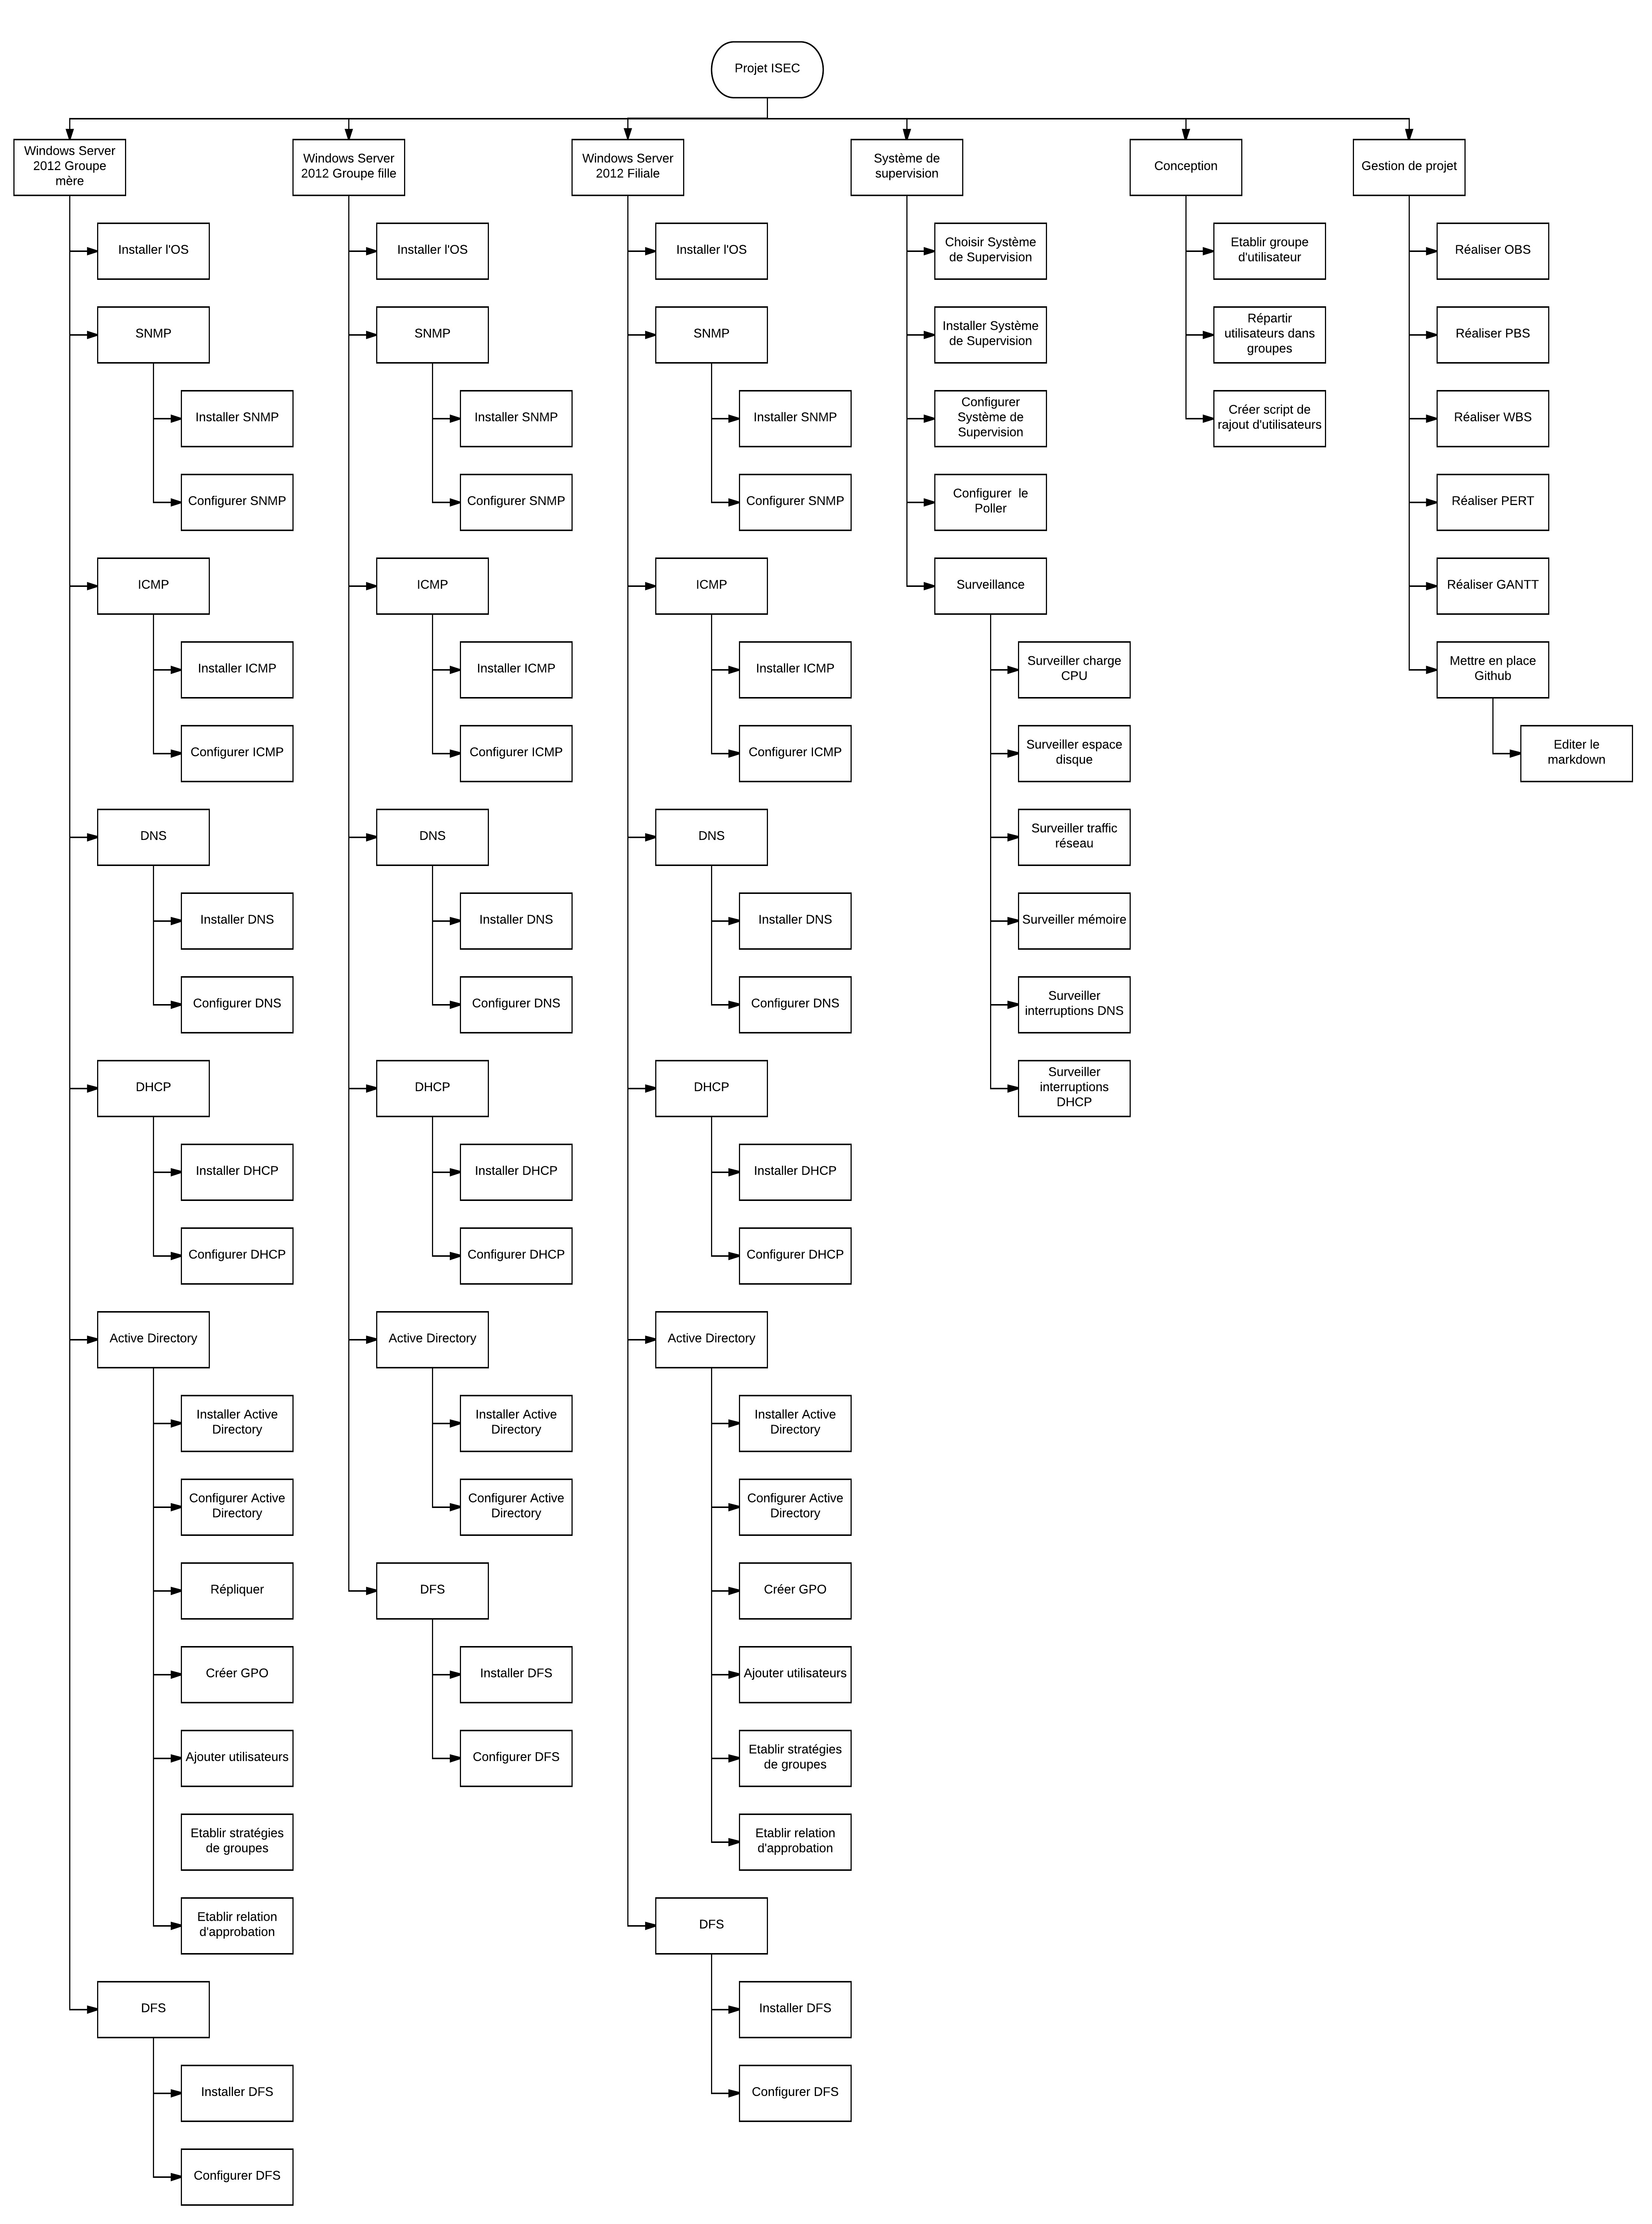 Projet ISEC
Windows Server
2012 Groupe
mère
Installer l'OS
SNMP
Installer SNMP
Configurer SNMP
ICMP
Installer ICMP
Configurer ICMP
DNS
Installer DNS
Configurer DNS
DHCP
Installer DHCP
Configurer DHCP
Active Directory
Installer Active
Directory
Configurer Active
Directory
Répliquer
Créer GPO
Ajouter utilisateurs
Etablir stratégies
de groupes
Etablir relation
d'approbation
DFS
Installer DFS
Configurer DFS
Windows Server
2012 Groupe fille
Installer l'OS
SNMP
Installer SNMP
Configurer SNMP
ICMP
Installer ICMP
Configurer ICMP
DNS
Installer DNS
Configurer DNS
DHCP
Installer DHCP
Configurer DHCP
Active Directory
Installer Active
Directory
Configurer Active
Directory
DFS
Installer DFS
Configurer DFS
Windows Server
2012 Filiale
Installer l'OS
SNMP
Installer SNMP
Configurer SNMP
ICMP
Installer ICMP
Configurer ICMP
DNS
Installer DNS
Configurer DNS
DHCP
Installer DHCP
Configurer DHCP
Active Directory
Installer Active
Directory
Configurer Active
Directory
Créer GPO
Ajouter utilisateurs
Etablir stratégies
de groupes
Etablir relation
d'approbation
DFS
Installer DFS
Configurer DFS
Système de
supervision
Choisir Système
de Supervision
Installer Système
de Supervision
Configurer
Système de
Supervision
Configurer  le
Poller
Surveillance
Surveiller charge
CPU
Surveiller espace
disque
Surveiller traffic
réseau
Surveiller mémoire
Surveiller
interruptions DNS
Surveiller
interruptions
DHCP
Conception
Etablir groupe
d'utilisateur
Répartir
utilisateurs dans
groupes
Créer script de
rajout d'utilisateurs
Gestion de projet
Réaliser OBS
Réaliser PBS
Réaliser WBS
Réaliser PERT
Réaliser GANTT
Mettre en place
Github
Editer le
markdown